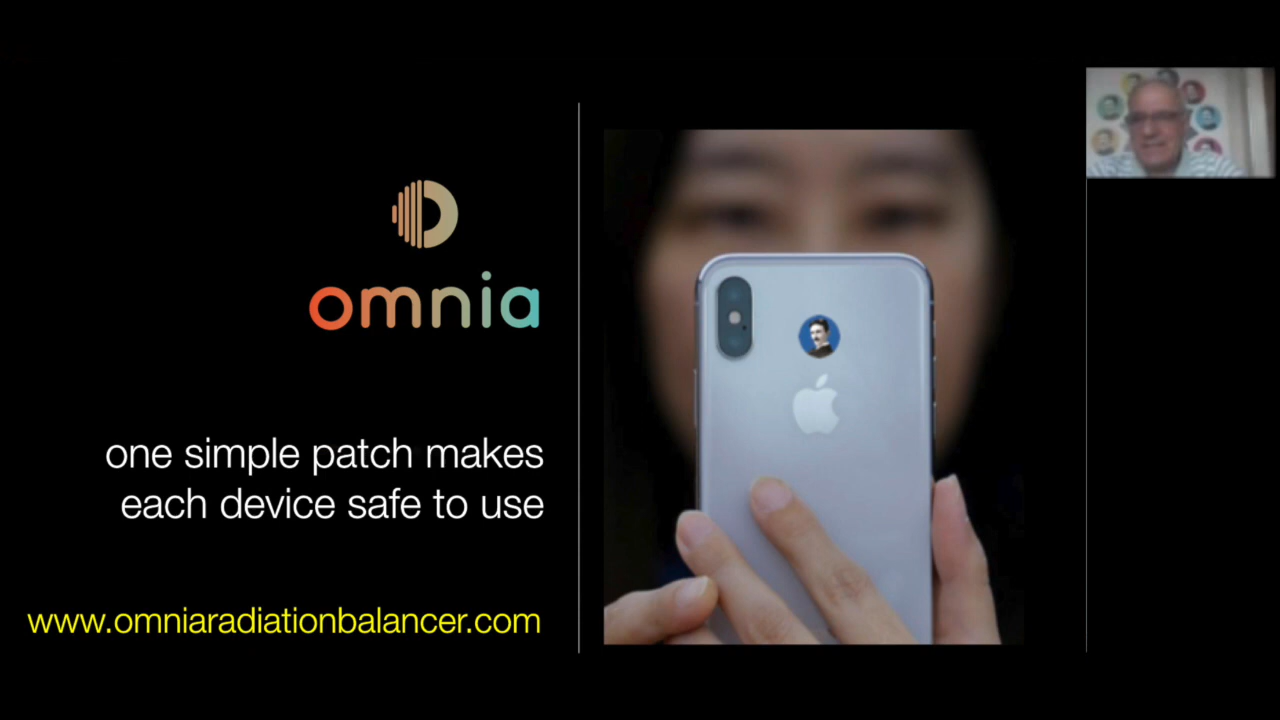 omnia
one simple patch makes
each device safe to use
www.omniaradiationbalancer.com